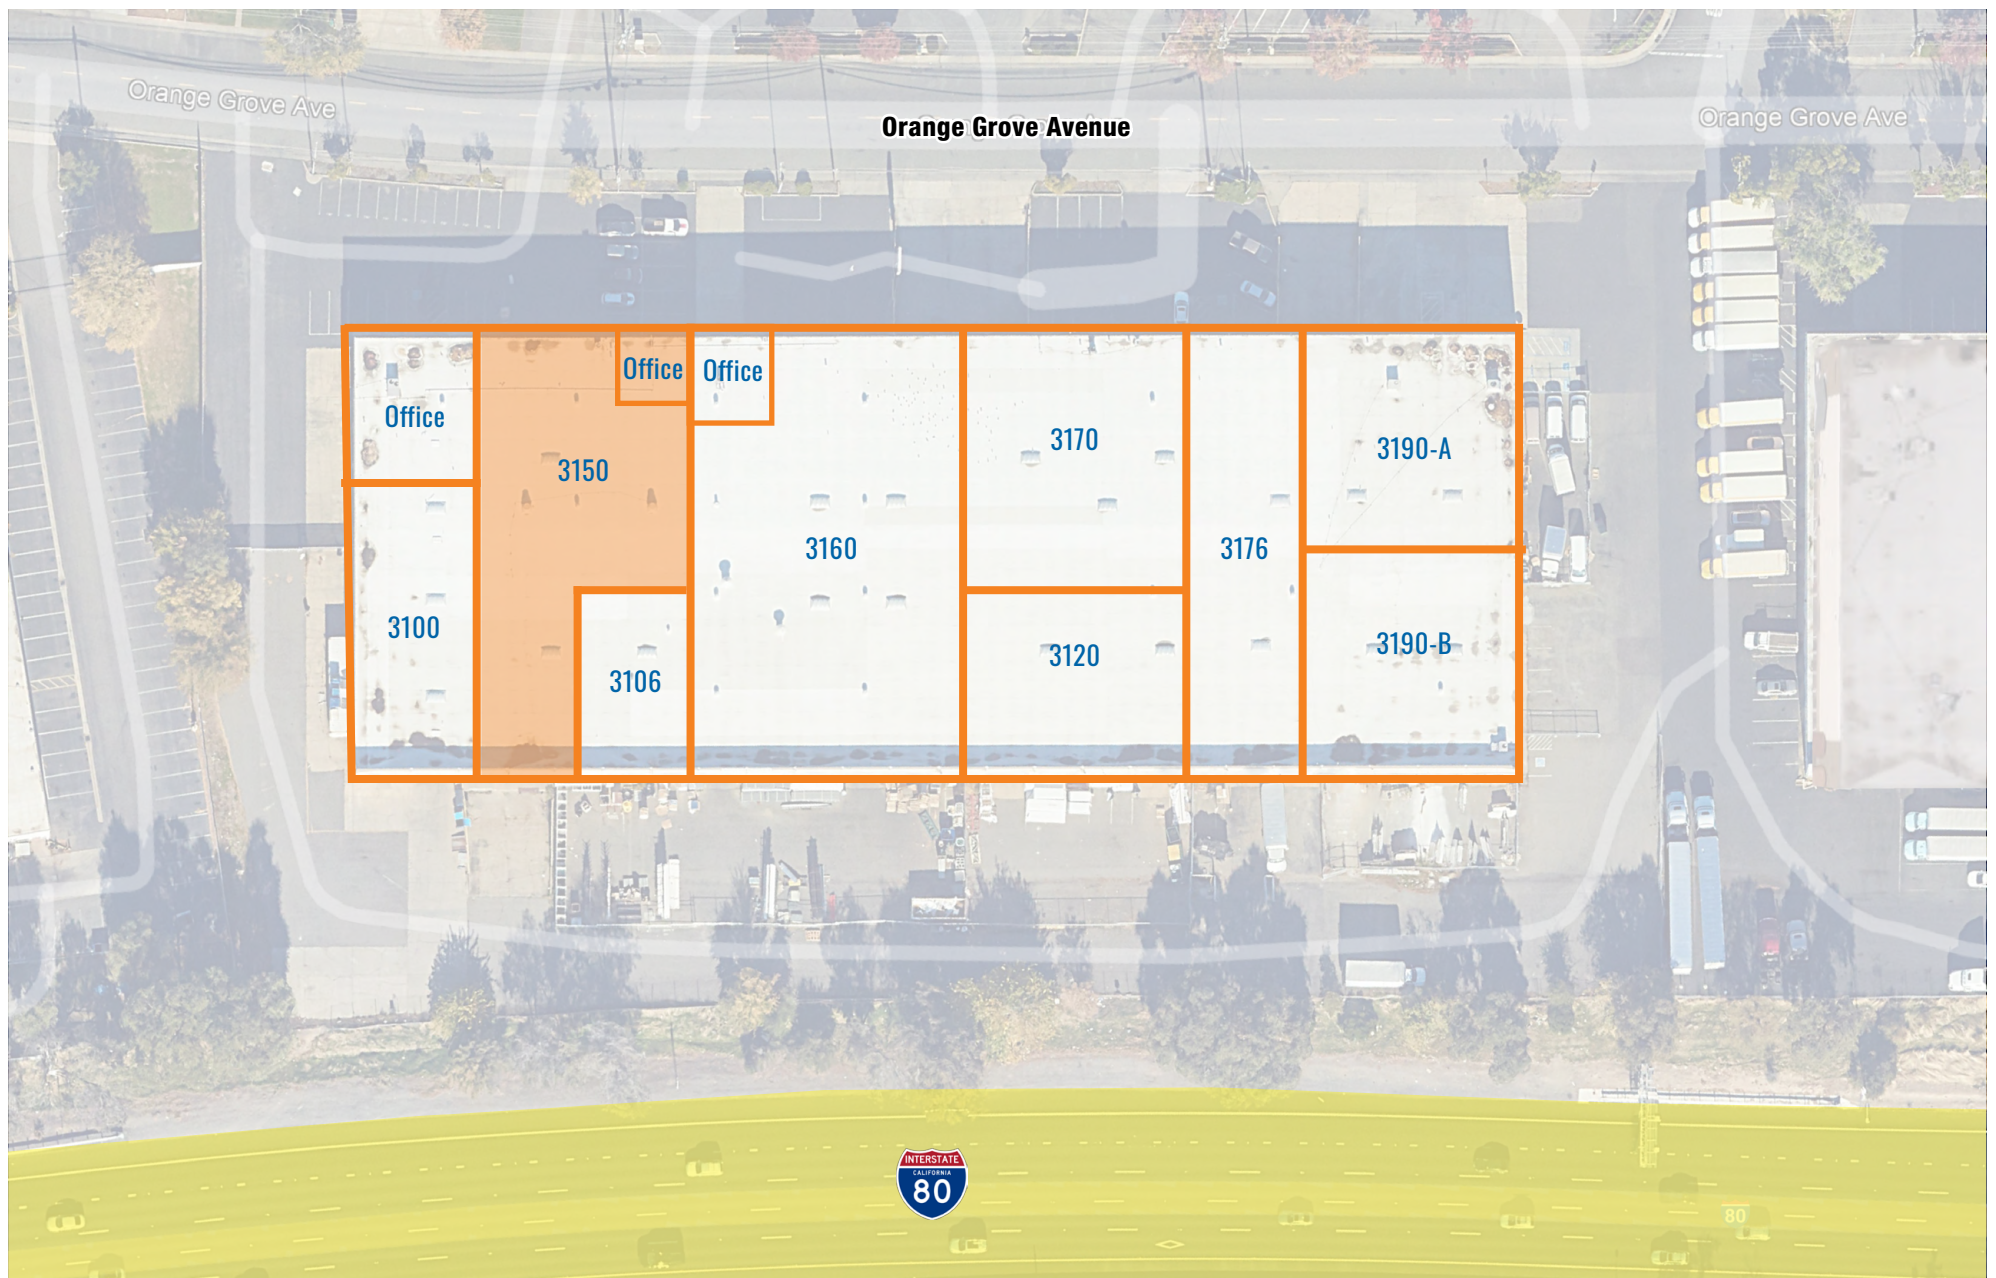 Orange Grove Ave
Orange Grove Avenue
Orange Grove Ave
Office
Office
Office
3150
3170
3190-A
3160
3176
3100
3106
3120
3190-B
INTERSTATE
CALIFORNIA
80
80